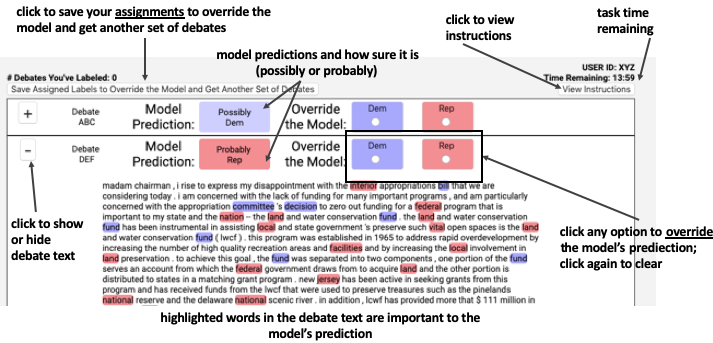 click to save your assignments to override the
model and get another set of debates
click to view
instructions
task time
remaining
model predictions and how sure it is
(possibly or probably)
USER ID: XYZ
# Debates You've Labeled: 0
Time Remaining: 13:59
Save Assigned Labels to Override the Model and Get Another Set of Debates
View Instructions
+
Debate
ABC
Model
Prediction:
Possibly
Dem
Override
the Model:
Dem
Rep
–
Debate
DEF
Model
Prediction:
Probably
Rep
Override
the Model:
Dem
Rep
click to show
or hide
debate text
madam chairman , i rise to express my disappointment with the interior appropriations bill that we are
considering today . i am concerned with the lack of funding for many important programs , and am particularly
concerned with the appropriation committee 's decision to zero out funding for a federal program that is
important to my state and the nation -- the land and water conservation fund . the land and water conservation
fund has been instrumental in assisting local and state government 's preserve such vital open spaces is the land
and water conservation fund ( lwcf ) . this program was established in 1965 to address rapid overdevelopment by
increasing the number of high quality recreation areas and facilities and by increasing the local involvement in
land preservation . to achieve this goal , the fund was separated into two components , one portion of the fund
serves an account from which the federal government draws from to acquire land and the other portion is
distributed to states in a matching grant program . new jersey has been active in seeking grants from this
program and has received funds from the lwcf that were used to preserve treasures such as the pinelands
national reserve and the delaware national scenic river . in addition , lcwf has provided more that $ 111 million in
click any option to override
the model's prediection;
click again to clear
highlighted words in the debate text are important to the
model's prediction